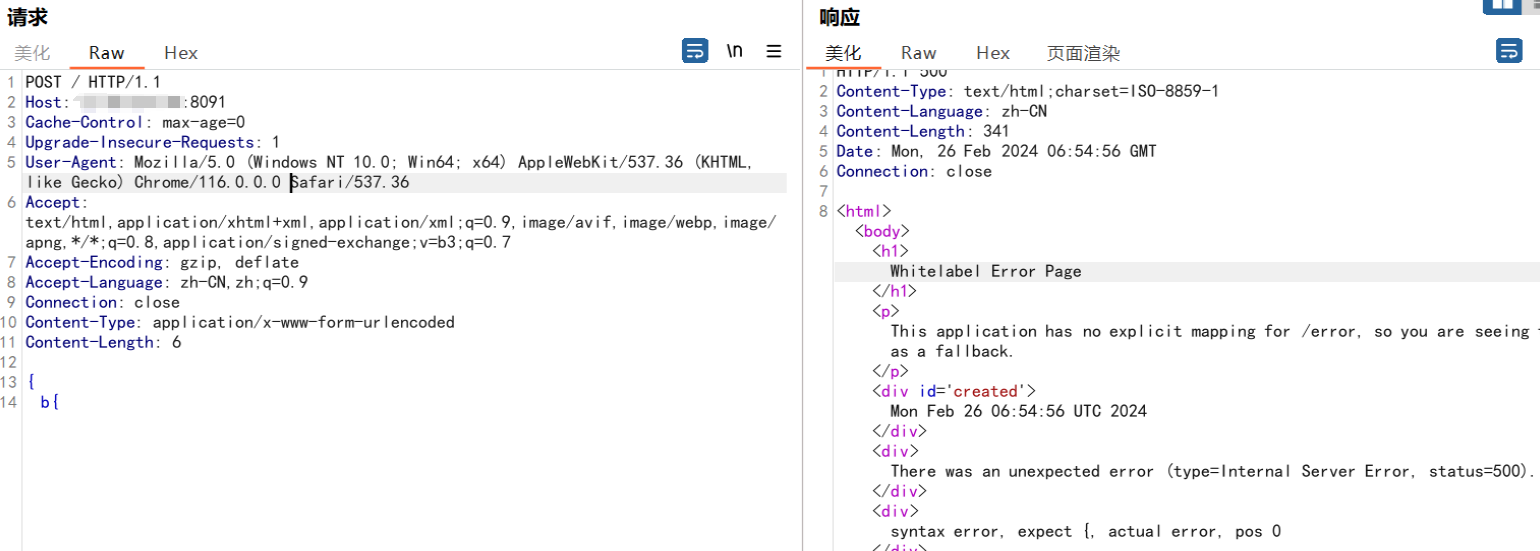 请求
美化 Raw Hex \n
1 POST / HTTP/1.1
2 Host: :8091
3 Cache-Control: max-age=0
4 Upgrade-Insecure-Requests: 1
5 User-Agent: Mozilla/5.0 (Windows NT 10.0; Win64; x64) AppleWebKit/537.36 (KHTML,
like Gecko) Chrome/116.0.0.0 Safari/537.36
6 Accept:
text/html,application/xhtml+xml,application/xml;q=0.9,image/avif,image/webp,image/
apng,*/*;q=0.8,application/signed-exchange;v=b3;q=0.7
7 Accept-Encoding: gzip, deflate
8 Accept-Language: zh-CN,zh;q=0.9
9 Connection: close
10 Content-Type: application/x-www-form-urlencoded
11 Content-Length: 6
12
13 {
14 b{
响应
美化 Raw Hex 页面渲染
1 HTTP/1.1 500
2 Content-Type: text/html;charset=ISO-8859-1
3 Content-Language: zh-CN
4 Content-Length: 341
5 Date: Mon, 26 Feb 2024 06:54:56 GMT
6 Connection: close
7
8 <html>
<body>
<h1>
Whitelabel Error Page
</h1>
<p>
This application has no explicit mapping for /error, so you are seeing
as a fallback.
</p>
<div id='created'>
Mon Feb 26 06:54:56 UTC 2024
</div>
<div>
There was an unexpected error (type=Internal Server Error, status=500).
</div>
<div>
syntax error, expect {, actual error, pos 0
</div>